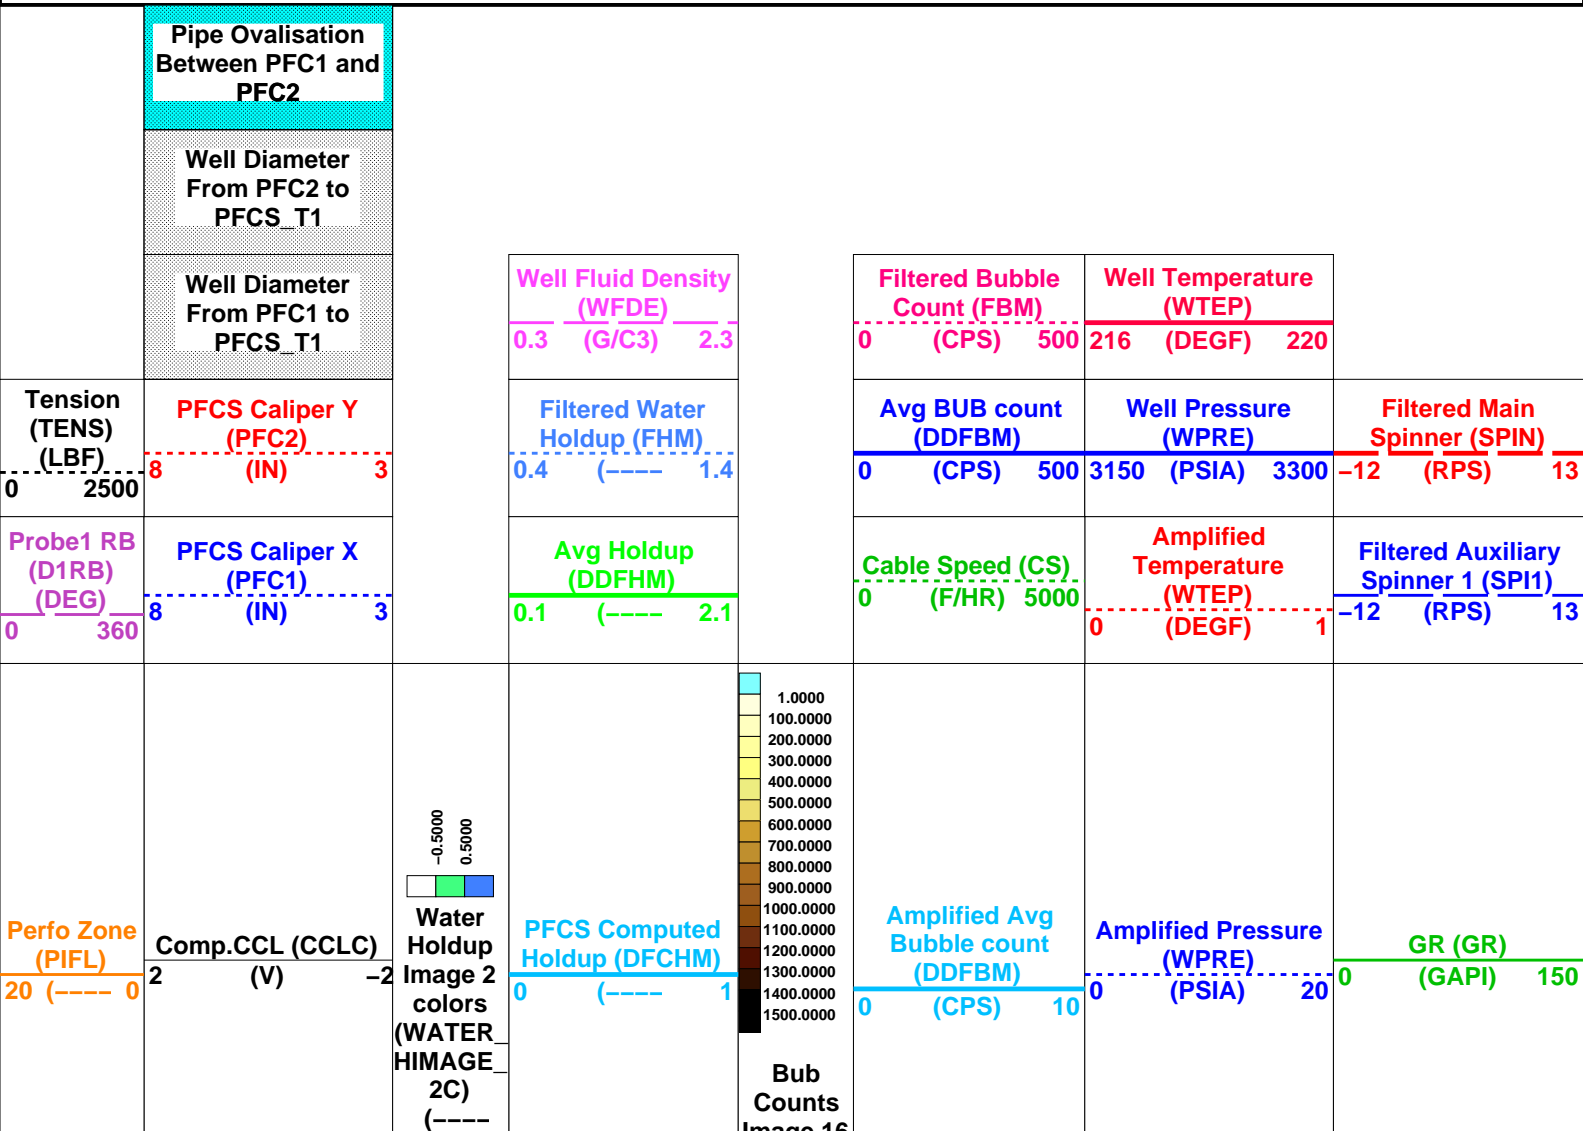 Pipe Ovalisation
Between PFC1 and
PFC2
Well Diameter
From PFC2 to
PFCS_T1
Well Diameter
From PFC1 to
PFCS_T1
Well Fluid Density
(WFDE)
0.3 (G/C3) 2.3
Filtered Bubble
Count (FBM)
0 (CPS) 500
Well Temperature
(WTEP)
216 (DEGF) 220
Tension
(TENS)
(LBF)
0 2500
PFCS Caliper Y
(PFC2)
8 (IN) 3
Filtered Water
Holdup (FHM)
0.4 (–––– 1.4
Avg BUB count
(DDFBM)
0 (CPS) 500
Well Pressure
(WPRE)
3150 (PSIA) 3300
Filtered Main
Spinner (SPIN)
–12 (RPS) 13
Probe1 RB
(D1RB)
(DEG)
0 360
PFCS Caliper X
(PFC1)
8 (IN) 3
Avg Holdup
(DDFHM)
0.1 (–––– 2.1
Cable Speed (CS)
0 (F/HR) 5000
Amplified
Temperature
(WTEP)
0 (DEGF) 1
Filtered Auxiliary
Spinner 1 (SPI1)
–12 (RPS) 13
Perfo Zone
(PIFL)
20 (–––– 0
Comp.CCL (CCLC)
2 (V) –2
–0.5000
0.5000
Water
Holdup
Image 2
colors
(WATER_
HIMAGE_
2C)
(––––
PFCS Computed
Holdup (DFCHM)
0 (–––– 1
1.0000
100.0000
200.0000
300.0000
400.0000
500.0000
600.0000
700.0000
800.0000
900.0000
1000.0000
1100.0000
1200.0000
1300.0000
1400.0000
1500.0000
Bub
Counts
Image 16
Amplified Avg
Bubble count
(DDFBM)
0 (CPS) 10
Amplified Pressure
(WPRE)
0 (PSIA) 20
GR (GR)
0 (GAPI) 150